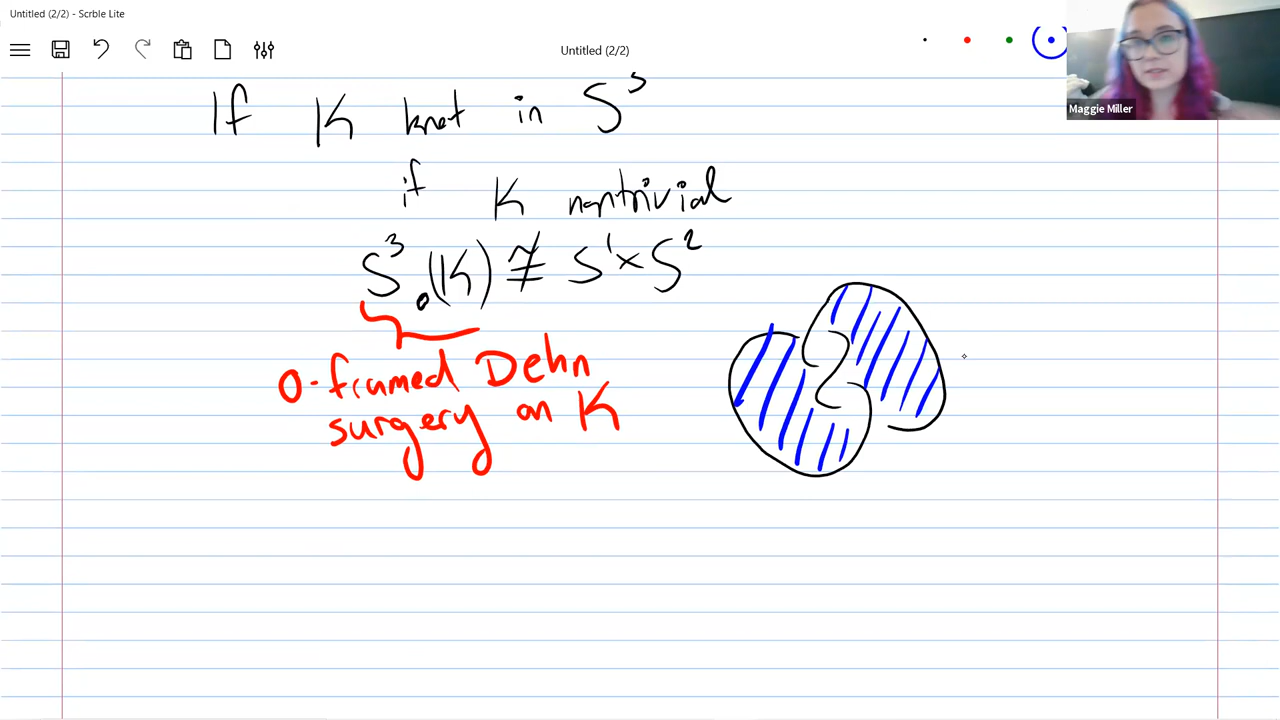 Untitled (2/2) - Scrble Lite
Untitled (2/2)
Maggie Miller
If K knot in S³
if K nontrivial
S³₀(K) ≇ S¹×S²
0-framed Dehn
surgery on K